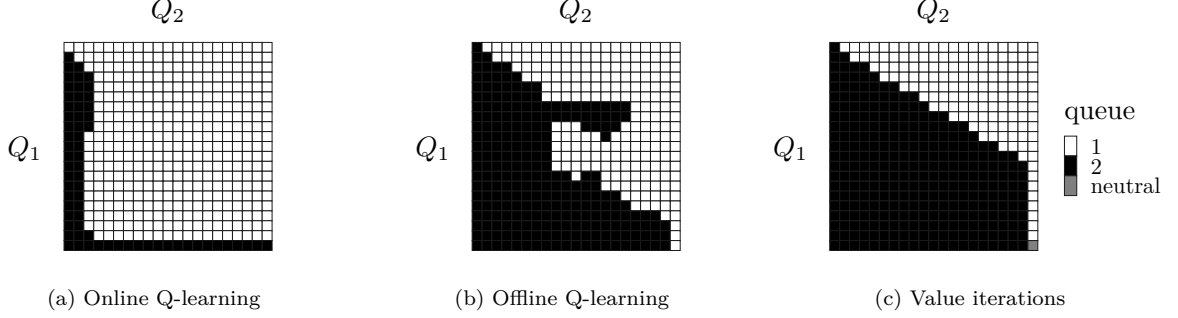 Q2 Q2 Q2
Q1 Q1 Q1
queue
1
2
neutral
(a) Online Q-learning (b) Offline Q-learning (c) Value iterations